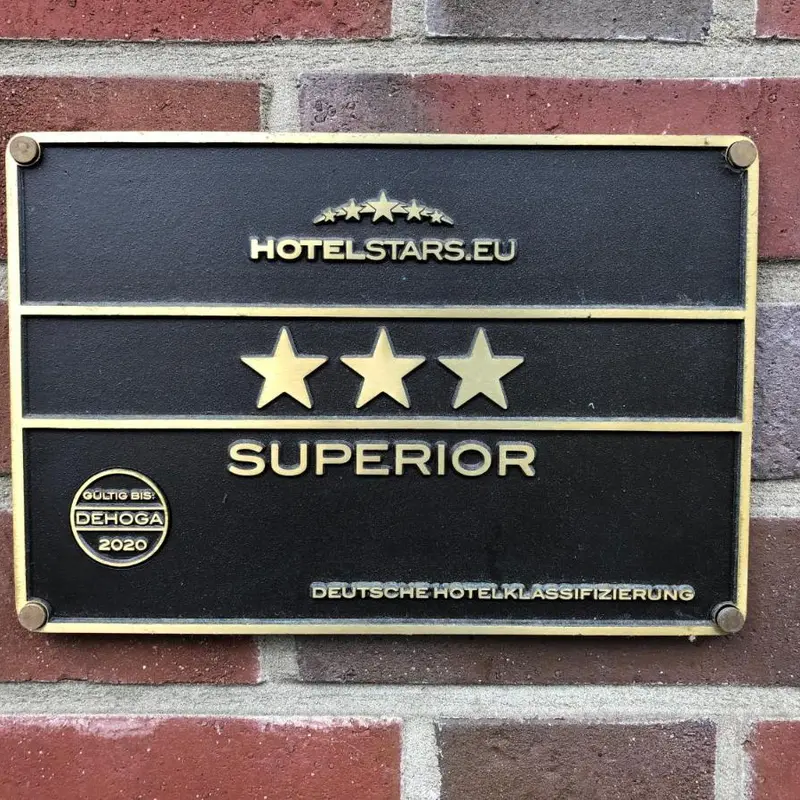 HOTELSTARS.EU
SUPERIOR
GÜLTIG BIS:
DEHOGA
2020
DEUTSCHE HOTELKLASSIFIZIERUNG